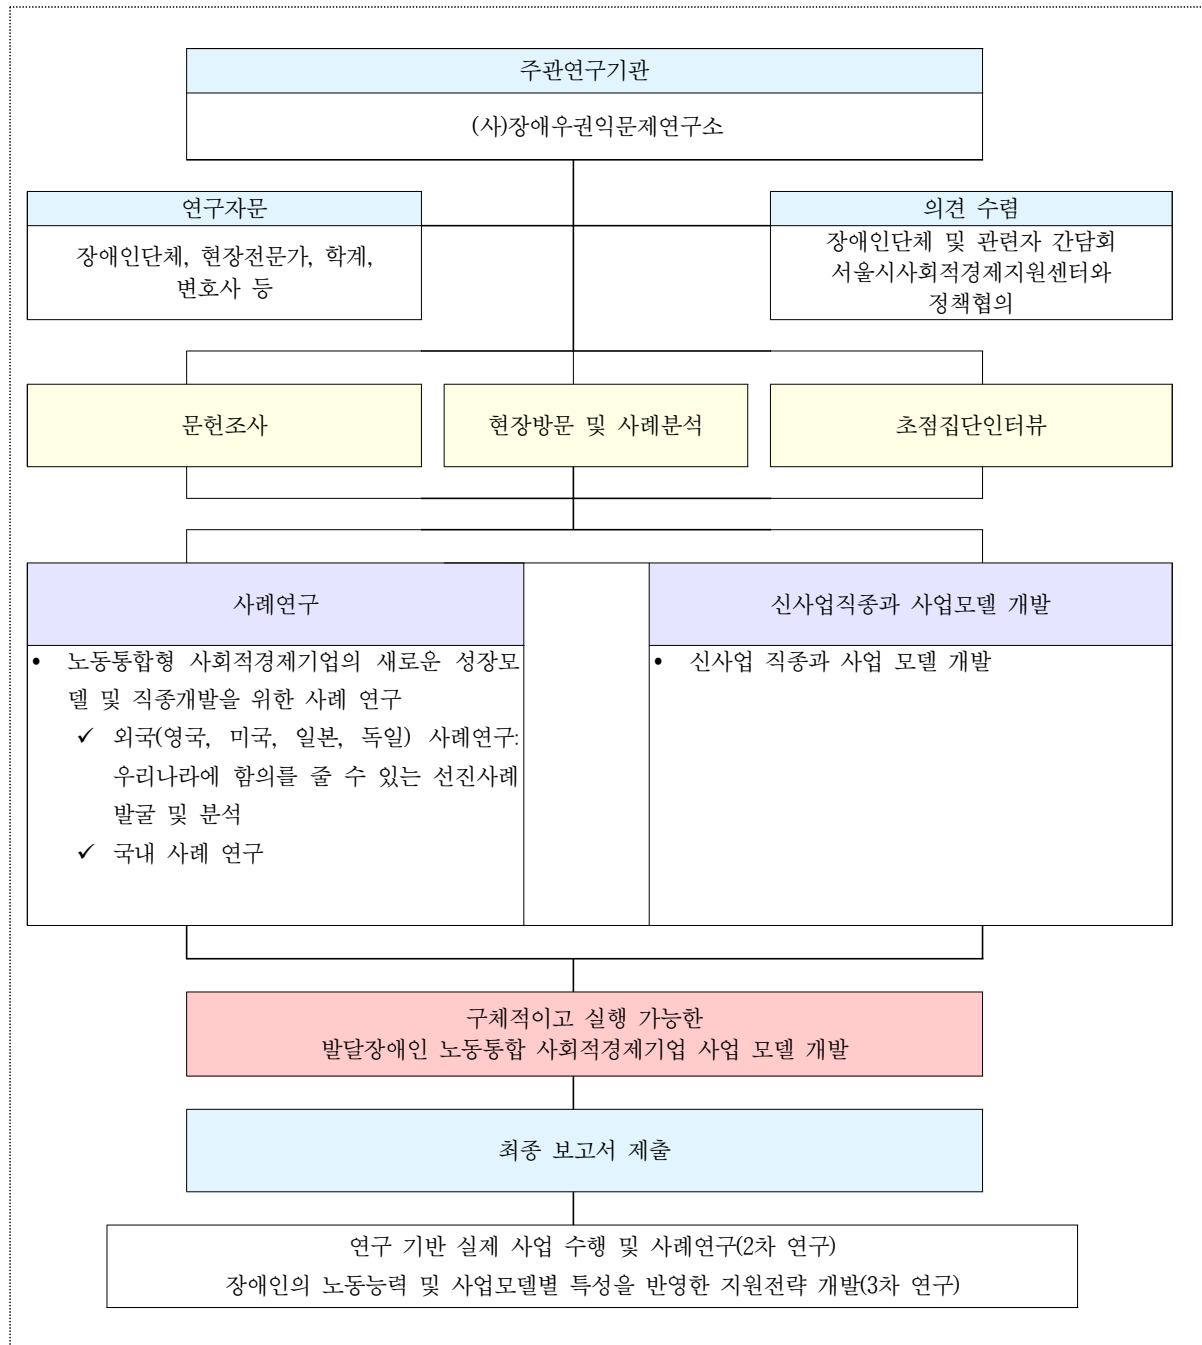 주관연구기관
(사)장애우권익문제연구소
연구자문
장애인단체, 현장전문가, 학계,
변호사 등
의견 수렴
장애인단체 및 관련자 간담회
서울시사회적경제지원센터와
정책협의
문헌조사
현장방문 및 사례분석
초점집단인터뷰
사례연구
• 노동통합형 사회적경제기업의 새로운 성장모
델 및 직종개발을 위한 사례 연구
✓ 외국(영국, 미국, 일본, 독일) 사례연구:
우리나라에 함의를 줄 수 있는 선진사례
발굴 및 분석
✓ 국내 사례 연구
신사업직종과 사업모델 개발
• 신사업 직종과 사업 모델 개발
구체적이고 실행 가능한
발달장애인 노동통합 사회적경제기업 사업 모델 개발
최종 보고서 제출
연구 기반 실제 사업 수행 및 사례연구(2차 연구)
장애인의 노동능력 및 사업모델별 특성을 반영한 지원전략 개발(3차 연구)